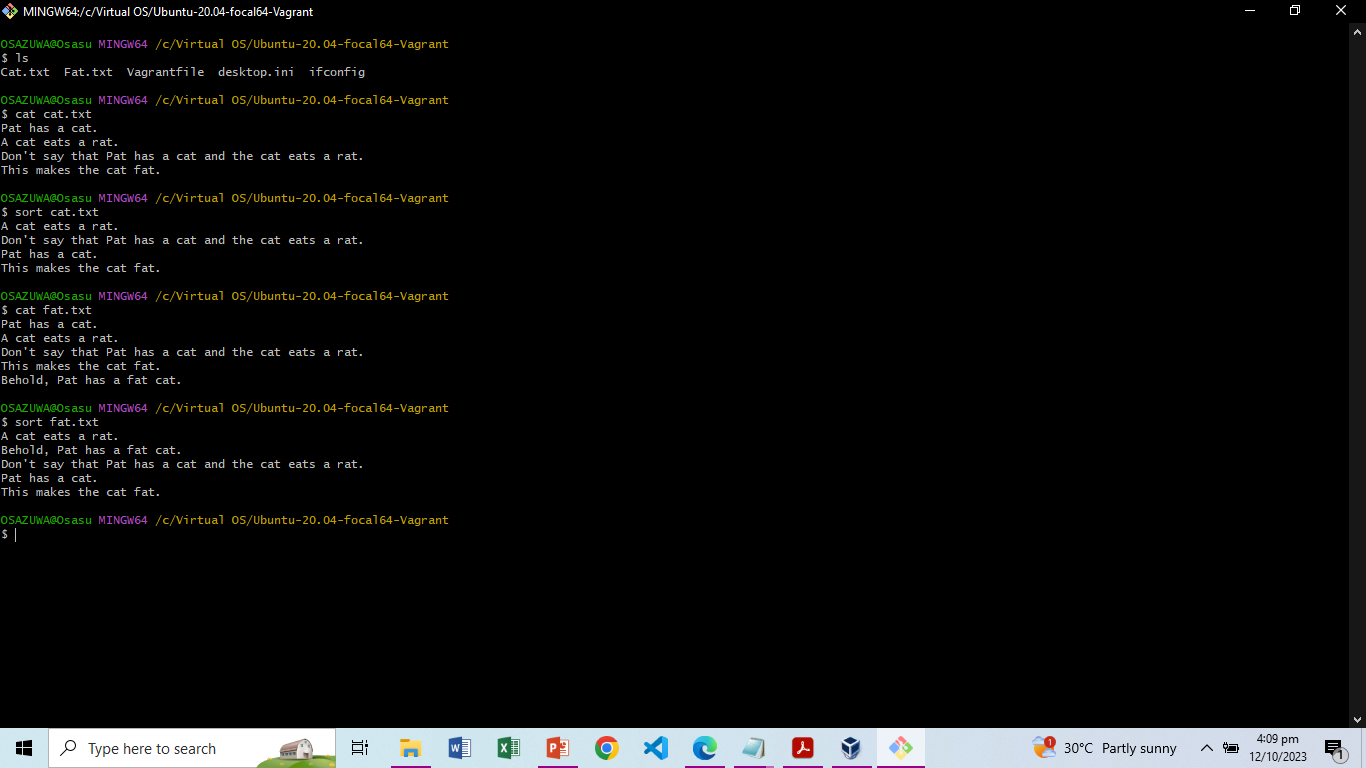 MINGW64:/c/Virtual OS/Ubuntu-20.04-focal64-Vagrant
OSAZUWA@Osasu MINGW64 /c/Virtual OS/Ubuntu-20.04-focal64-Vagrant
$ ls
Cat.txt  Fat.txt  Vagrantfile  desktop.ini  ifconfig
OSAZUWA@Osasu MINGW64 /c/Virtual OS/Ubuntu-20.04-focal64-Vagrant
$ cat cat.txt
Pat has a cat.
A cat eats a rat.
Don't say that Pat has a cat and the cat eats a rat.
This makes the cat fat.
OSAZUWA@Osasu MINGW64 /c/Virtual OS/Ubuntu-20.04-focal64-Vagrant
$ sort cat.txt
A cat eats a rat.
Don't say that Pat has a cat and the cat eats a rat.
Pat has a cat.
This makes the cat fat.
OSAZUWA@Osasu MINGW64 /c/Virtual OS/Ubuntu-20.04-focal64-Vagrant
$ cat fat.txt
Pat has a cat.
A cat eats a rat.
Don't say that Pat has a cat and the cat eats a rat.
This makes the cat fat.
Behold, Pat has a fat cat.
OSAZUWA@Osasu MINGW64 /c/Virtual OS/Ubuntu-20.04-focal64-Vagrant
$ sort fat.txt
A cat eats a rat.
Behold, Pat has a fat cat.
Don't say that Pat has a cat and the cat eats a rat.
Pat has a cat.
This makes the cat fat.
OSAZUWA@Osasu MINGW64 /c/Virtual OS/Ubuntu-20.04-focal64-Vagrant
$
Type here to search
1
30°C Partly sunny
4:09 pm
12/10/2023
1